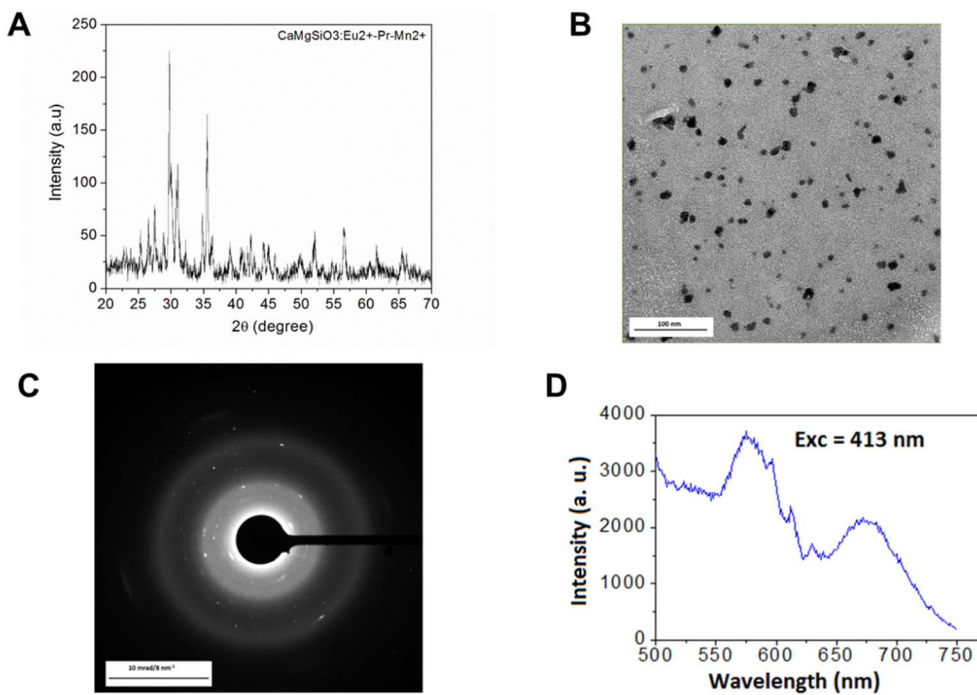 A
CaMgSiO3:Eu2+-Pr-Mn2+
Intensity (a.u)
250
200
150
100
50
0
20 25 30 35 40 45 50 55 60 65 70
2θ (degree)
B
100 nm
C
10 mrad/8 nm⁻¹
D
Exc = 413 nm
Intensity (a. u.)
4000
3000
2000
1000
0
500 550 600 650 700 750
Wavelength (nm)